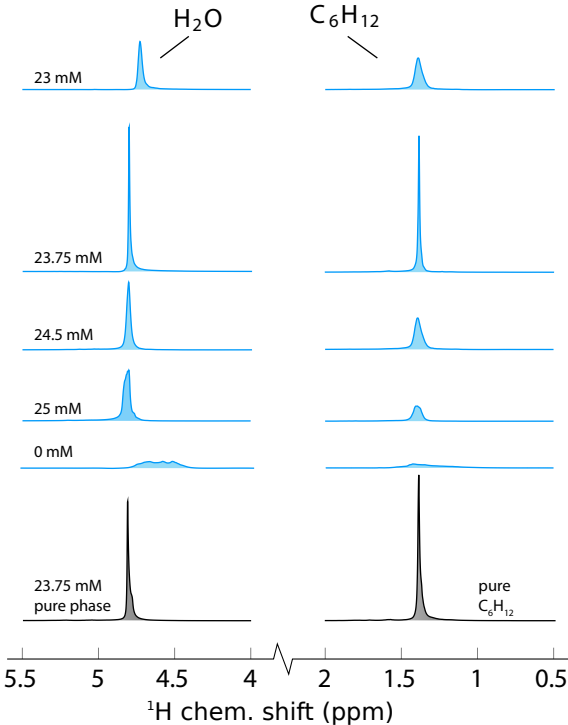 H₂O
C₆H₁₂
23 mM
23.75 mM
24.5 mM
25 mM
0 mM
23.75 mM
pure phase
pure
C₆H₁₂
5.5 5 4.5 4 2 1.5 1 0.5
¹H chem. shift (ppm)